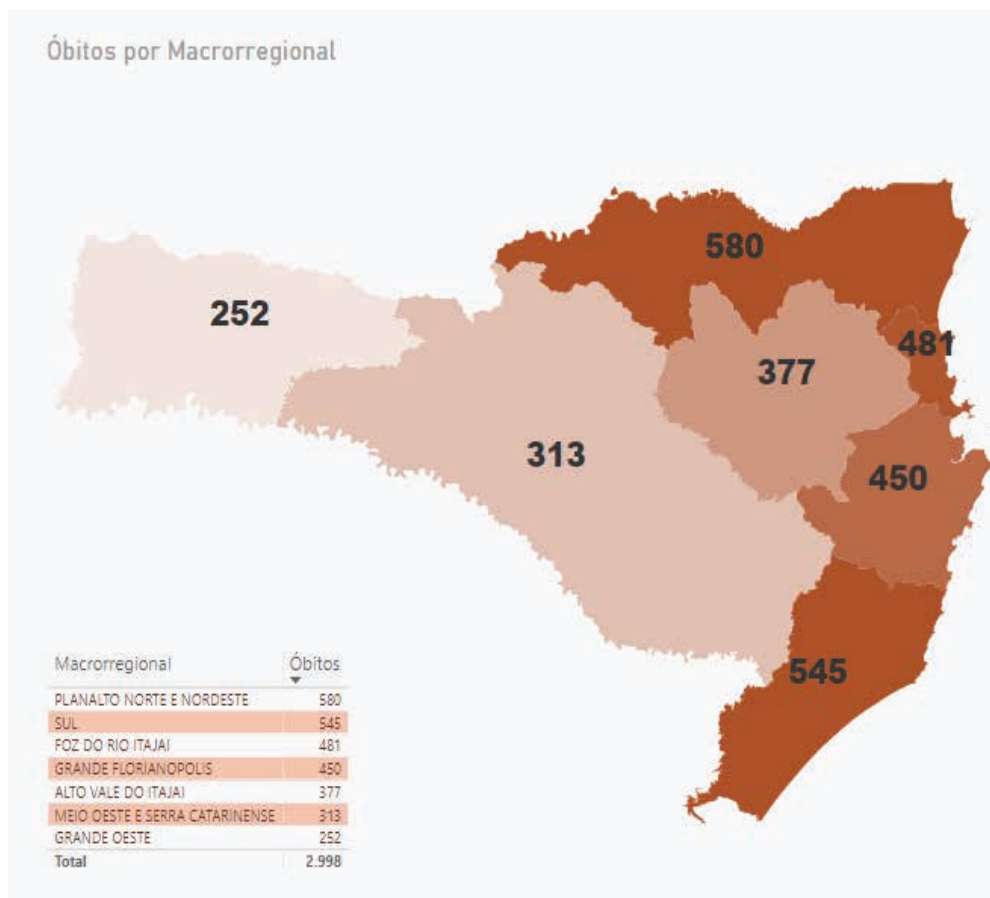 Óbitos por Macrorregional
580
252
481
377
313
450
545
Macrorregional Óbitos
PLANALTO NORTE E NORDESTE 580
SUL 545
FOZ DO RIO ITAJAI 481
GRANDE FLORIANOPOLIS 450
ALTO VALE DO ITAJAI 377
MEIO OESTE E SERRA CATARINENSE 313
GRANDE OESTE 252
Total 2.998